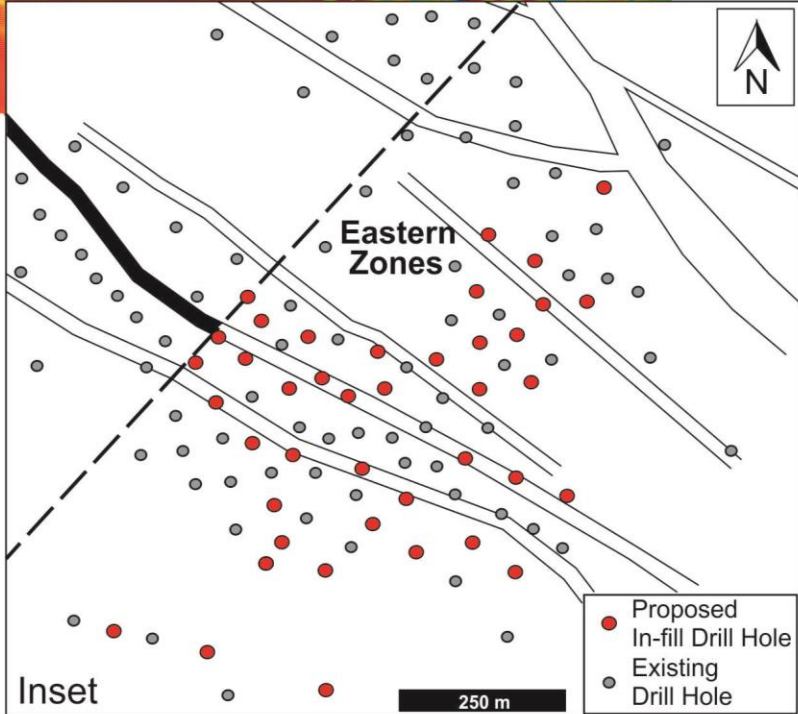 N
Eastern
Zones
Proposed
In-fill Drill Hole
Existing
Drill Hole
Inset
250 m